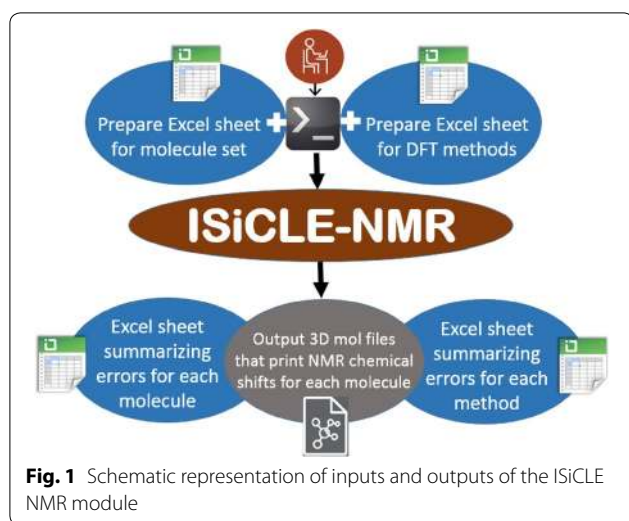 Prepare Excel sheet
for molecule set
Prepare Excel sheet
for DFT methods
ISiCLE-NMR
Excel sheet
summarizing
errors for each
molecule
Output 3D mol files
that print NMR chemical
shifts for each molecule
Excel sheet
summarizing
errors for each
method
Fig. 1 Schematic representation of inputs and outputs of the ISiCLE
NMR module